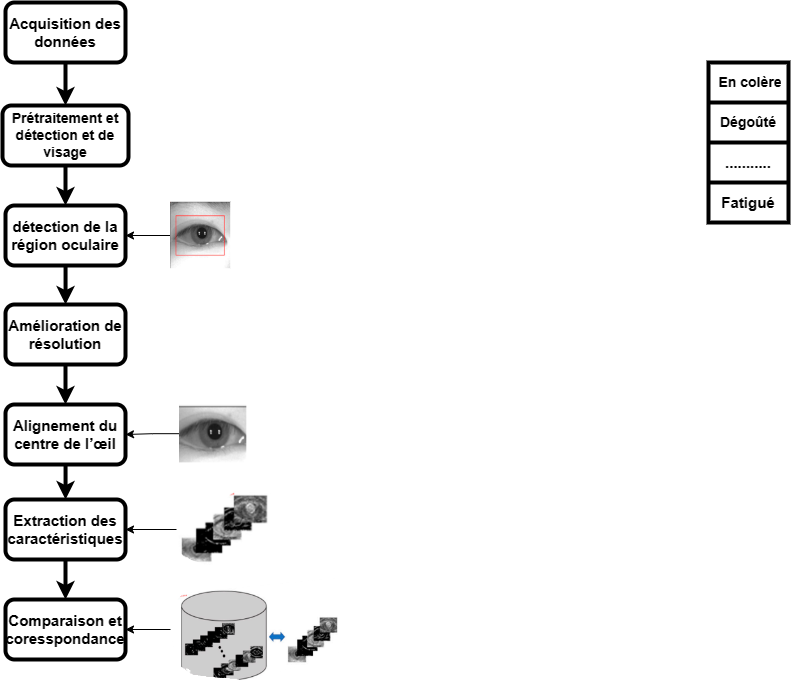 Acquisition des
données
Prétraitement et
détection et de
visage
détection de la
région oculaire
Amélioration de
résolution
Alignement du
centre de l'œil
Extraction des
caractéristiques
Comparaison et
coresspondance
En colère
Dégoûté
...........
Fatigué